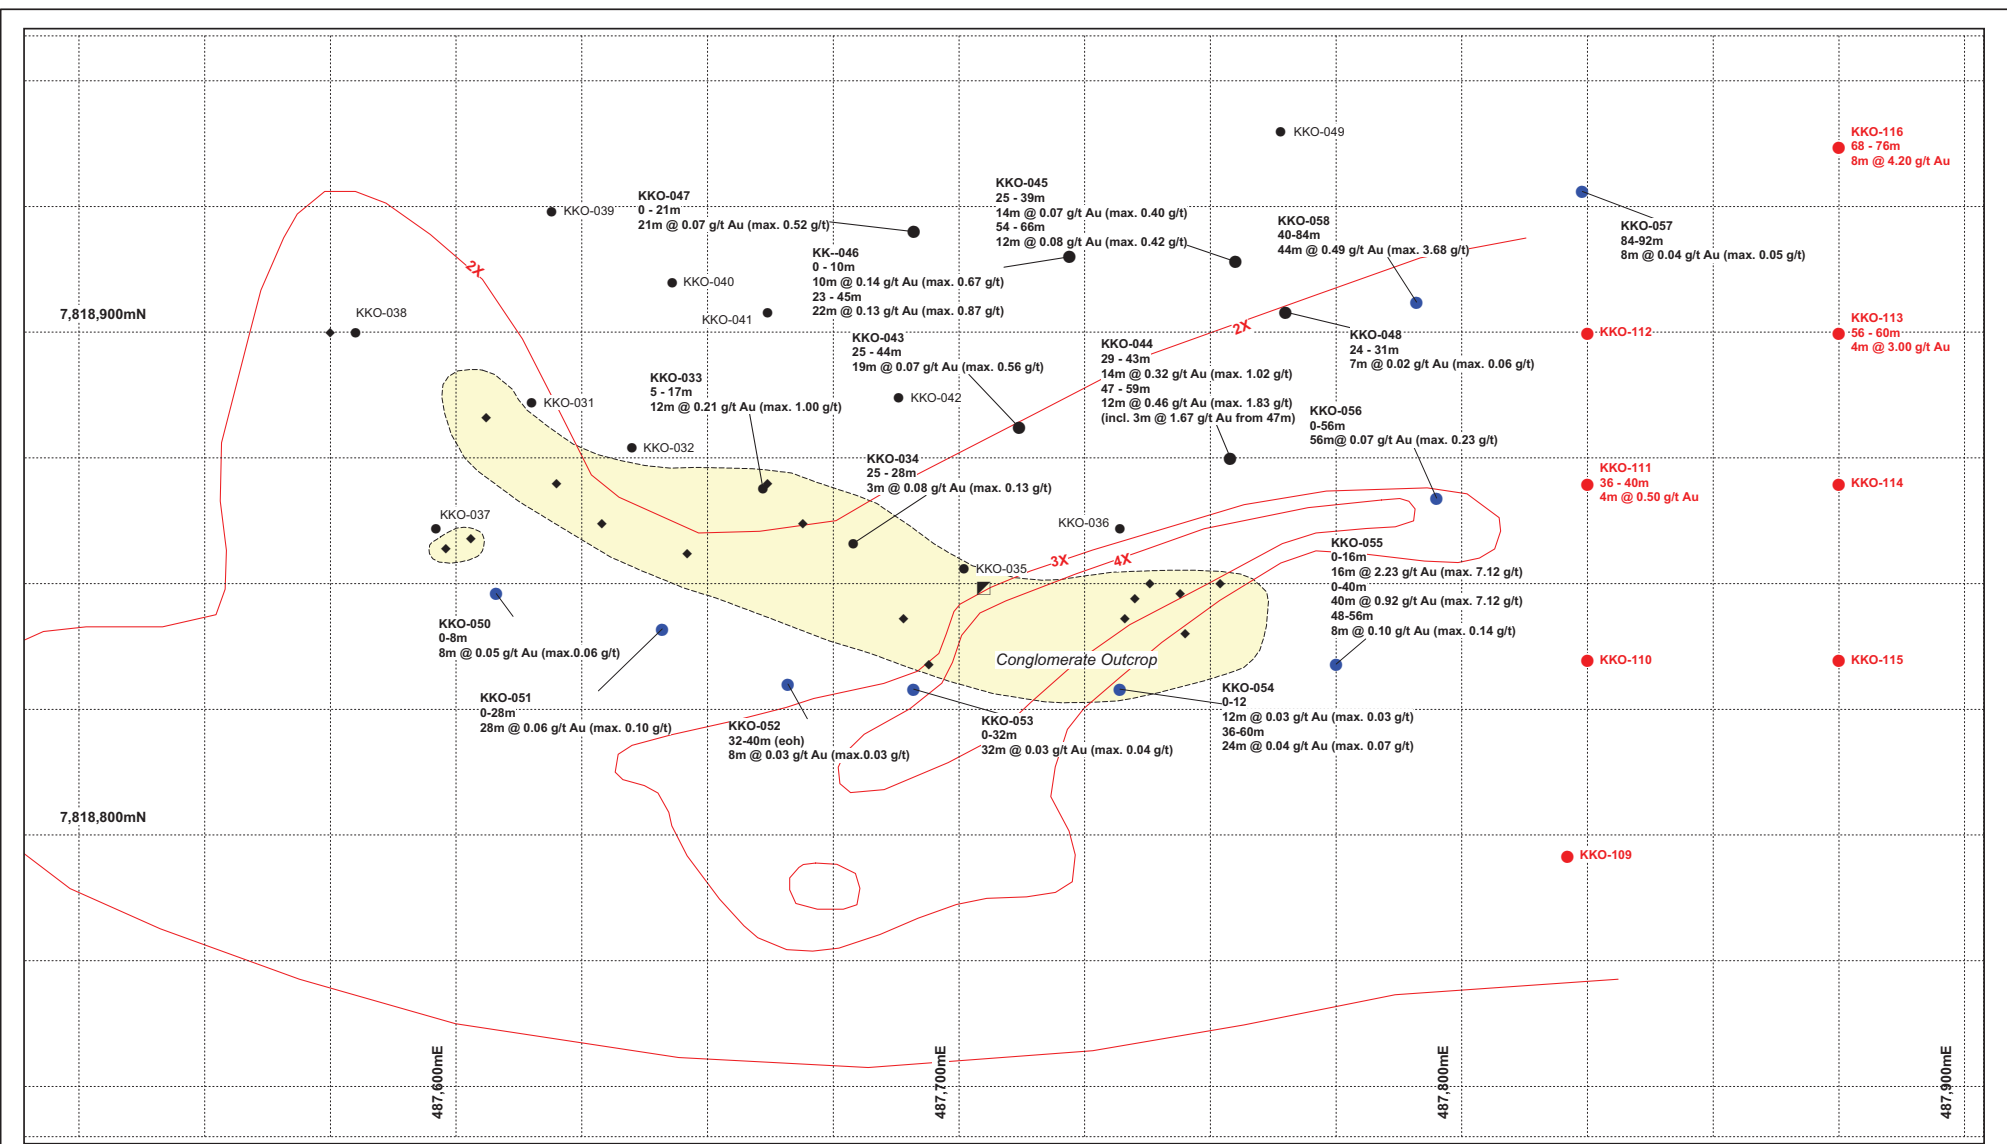 KKO-049
KKO-116
68 - 76m
8m @ 4.20 g/t Au
KKO-039
KKO-047
0 - 21m
21m @ 0.07 g/t Au (max. 0.52 g/t)
KKO-045
25 - 39m
14m @ 0.07 g/t Au (max. 0.40 g/t)
54 - 66m
12m @ 0.08 g/t Au (max. 0.42 g/t)
KKO-058
40-84m
44m @ 0.49 g/t Au (max. 3.68 g/t)
KKO-057
84-92m
8m @ 0.04 g/t Au (max. 0.05 g/t)
2X
KKO-040
KK--046
0 - 10m
10m @ 0.14 g/t Au (max. 0.67 g/t)
23 - 45m
22m @ 0.13 g/t Au (max. 0.87 g/t)
7,818,900mN
KKO-038
KKO-041
2X
KKO-048
24 - 31m
7m @ 0.02 g/t Au (max. 0.06 g/t)
KKO-112
KKO-113
56 - 60m
4m @ 3.00 g/t Au
KKO-043
25 - 44m
19m @ 0.07 g/t Au (max. 0.56 g/t)
KKO-044
29 - 43m
14m @ 0.32 g/t Au (max. 1.02 g/t)
47 - 59m
12m @ 0.46 g/t Au (max. 1.83 g/t)
(incl. 3m @ 1.67 g/t Au from 47m)
KKO-033
5 - 17m
12m @ 0.21 g/t Au (max. 1.00 g/t)
KKO-031
KKO-042
KKO-056
0-56m
56m@ 0.07 g/t Au (max. 0.23 g/t)
KKO-032
KKO-034
25 - 28m
3m @ 0.08 g/t Au (max. 0.13 g/t)
KKO-111
36 - 40m
4m @ 0.50 g/t Au
KKO-114
KKO-037
KKO-036
KKO-035
3X
4X
KKO-055
0-16m
16m @ 2.23 g/t Au (max. 7.12 g/t)
0-40m
40m @ 0.92 g/t Au (max. 7.12 g/t)
48-56m
8m @ 0.10 g/t Au (max. 0.14 g/t)
KKO-050
0-8m
8m @ 0.05 g/t Au (max.0.06 g/t)
Conglomerate Outcrop
KKO-110
KKO-115
KKO-051
0-28m
28m @ 0.06 g/t Au (max. 0.10 g/t)
KKO-052
32-40m (eoh)
8m @ 0.03 g/t Au (max.0.03 g/t)
KKO-053
0-32m
32m @ 0.03 g/t Au (max. 0.04 g/t)
KKO-054
0-12
12m @ 0.03 g/t Au (max. 0.03 g/t)
36-60m
24m @ 0.04 g/t Au (max. 0.07 g/t)
7,818,800mN
KKO-109
487,600mE
487,700mE
487,800mE
487,900mE